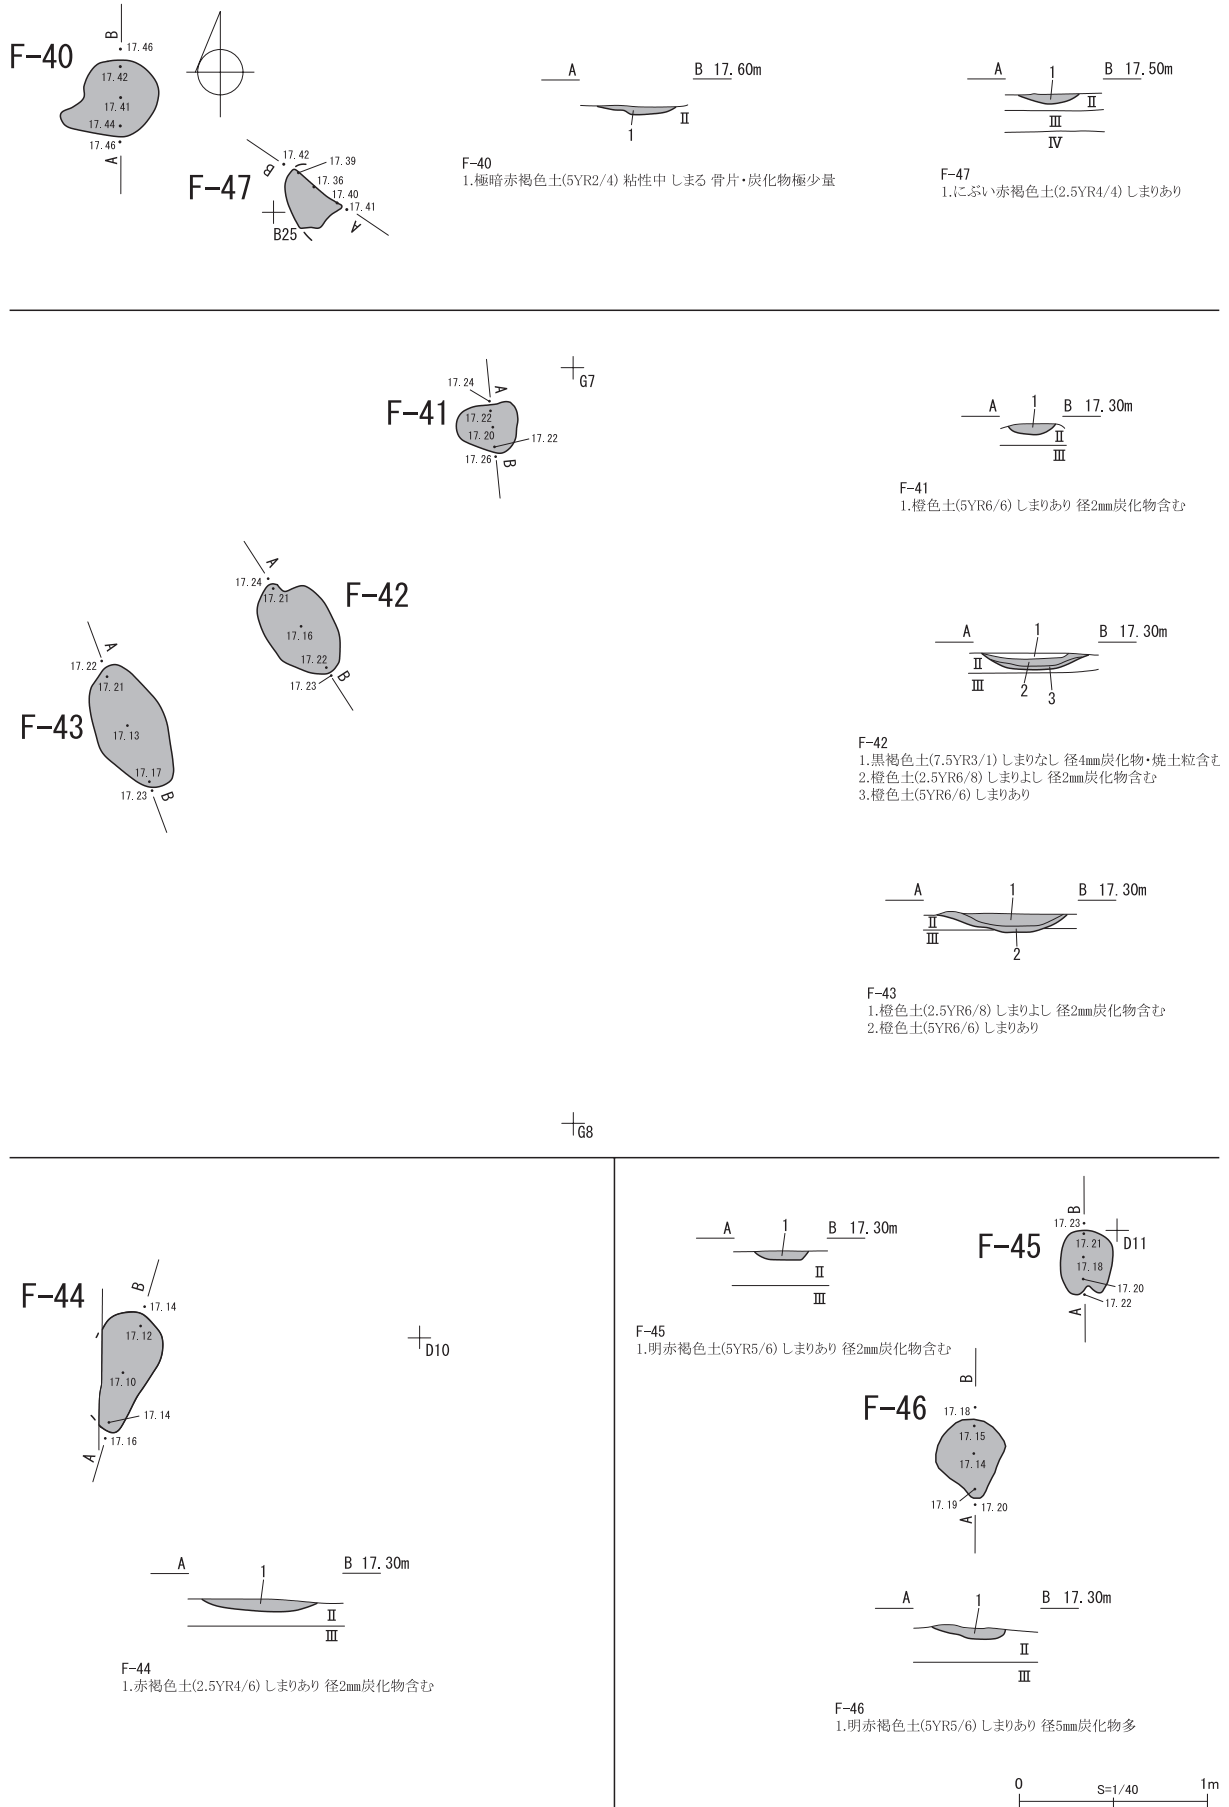 F-40
B
17.46
17.42
17.41
17.44
17.46
A
F-47
17.42
17.39
17.36
17.40
17.41
B
A
B25
A
B 17.60m
1
Ⅱ
F-40
1.極暗赤褐色土(5YR2/4) 粘性中 しまる 骨片・炭化物極少量
A
B 17.50m
1
Ⅱ
Ⅲ
Ⅳ
F-47
1.にぶい赤褐色土(2.5YR4/4) しまりあり
G7
F-41
17.24
A
17.22
17.20
17.22
17.26
B
A
B 17.30m
1
Ⅱ
Ⅲ
F-41
1.橙色土(5YR6/6) しまりあり 径2㎜炭化物含む
F-42
A
17.24
17.21
17.16
17.22
17.23
B
A
B 17.30m
1
Ⅱ
Ⅲ
2
3
F-42
1.黒褐色土(7.5YR3/1) しまりなし 径4㎜炭化物・焼土粒含む
2.橙色土(2.5YR6/8) しまりよし 径2㎜炭化物含む
3.橙色土(5YR6/6) しまりあり
F-43
A
17.22
17.21
17.13
17.17
17.23
B
A
B 17.30m
1
Ⅱ
Ⅲ
2
F-43
1.橙色土(2.5YR6/8) しまりよし 径2㎜炭化物含む
2.橙色土(5YR6/6) しまりあり
G8
F-44
B
17.14
17.12
17.10
17.14
17.16
A
D10
A
B 17.30m
1
Ⅱ
Ⅲ
F-44
1.赤褐色土(2.5YR4/6) しまりあり 径2㎜炭化物含む
A
B 17.30m
1
Ⅱ
Ⅲ
F-45
1.明赤褐色土(5YR5/6) しまりあり 径2㎜炭化物含む
F-45
B
17.23
17.21
17.18
17.20
17.22
A
D11
F-46
B
17.18
17.15
17.14
17.19
17.20
A
A
B 17.30m
1
Ⅱ
Ⅲ
F-46
1.明赤褐色土(5YR5/6) しまりあり 径5㎜炭化物多
0
S=1/40
1m